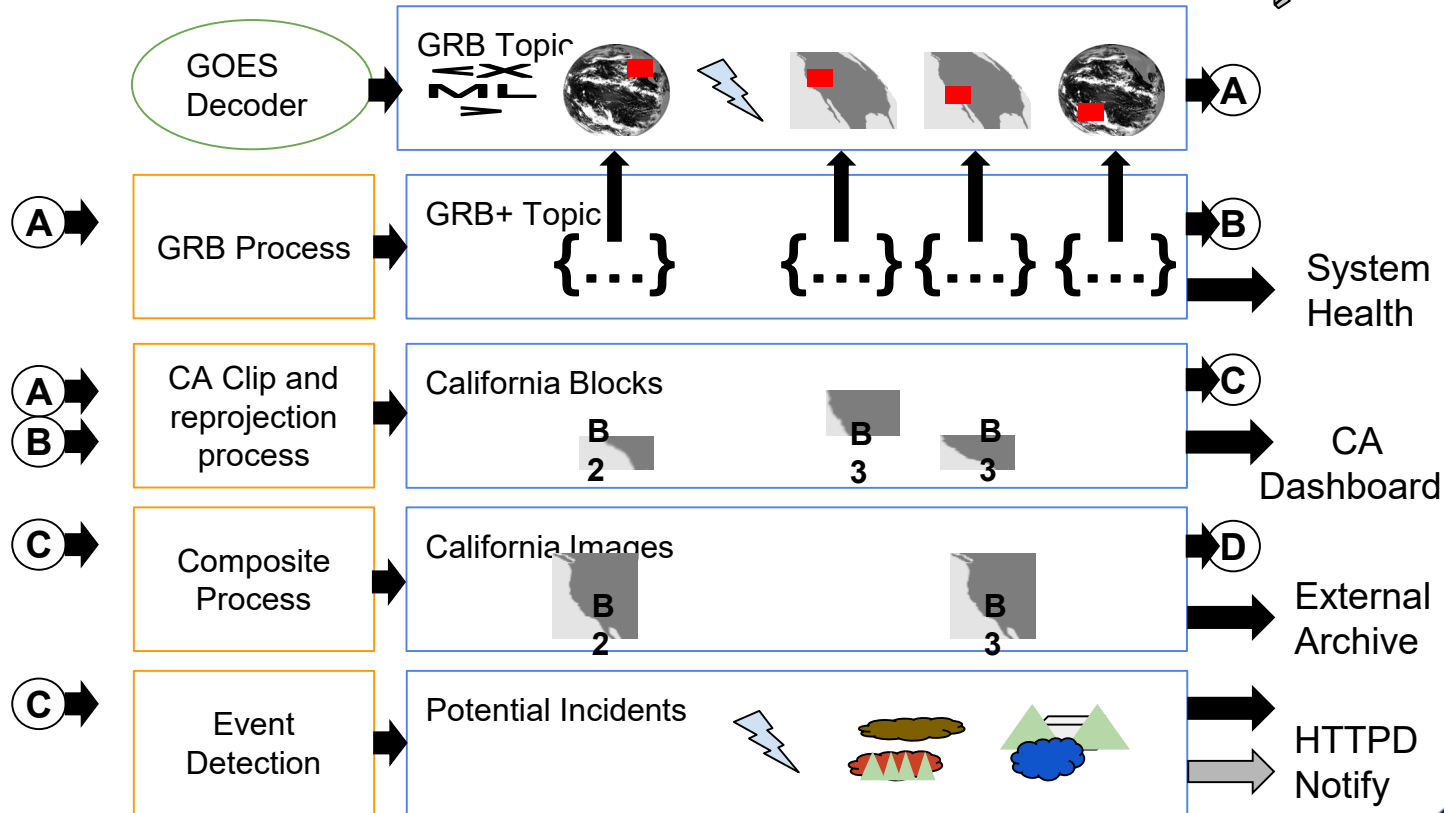 GOES
Decoder
GRB Topic
<X
ML
>
A
A
GRB Process
GRB+ Topic
{...}
{...}
{...}
{...}
B
System
Health
A
B
CA Clip and
reprojection
process
California Blocks
B
2
B
3
B
3
C
CA
Dashboard
C
Composite
Process
California Images
B
2
B
3
D
External
Archive
C
Event
Detection
Potential Incidents
HTTPD
Notify